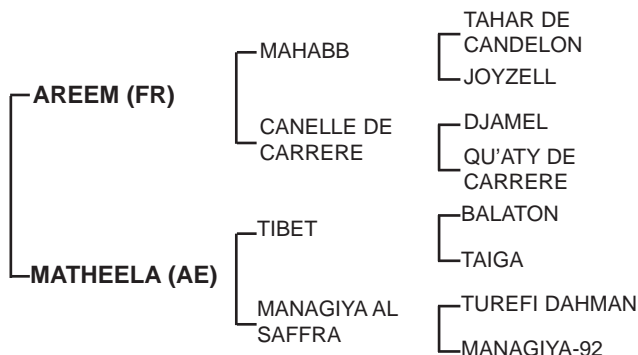 TAHAR DE
CANDELON
MAHABB
JOYZELL
AREEM (FR)
CANELLE DE
CARRERE
DJAMEL
QU'ATY DE
CARRERE
BALATON
TIBET
TAIGA
MATHEELA (AE)
MANAGIYA AL
SAFFRA
TUREFI DAHMAN
MANAGIYA-92